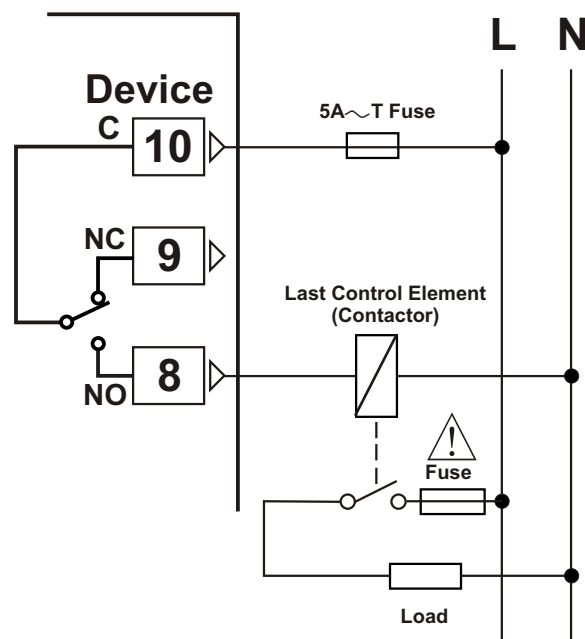 L N
Device
5A～T Fuse
C
10
NC
9
Last Control Element
(Contactor)
8
NO
!
Fuse
Load